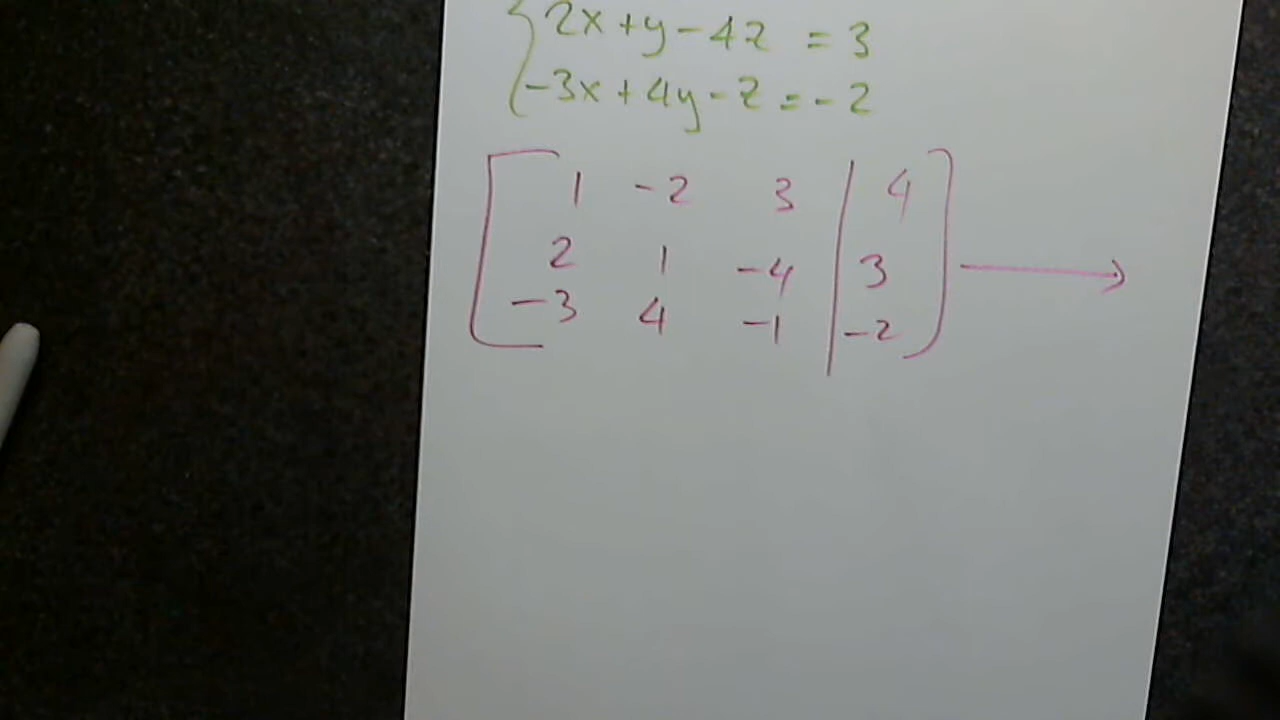 2x + y - 4z = 3
-3x + 4y - z = -2
1 -2 3 | 4
2 1 -4 | 3
-3 4 -1 | -2